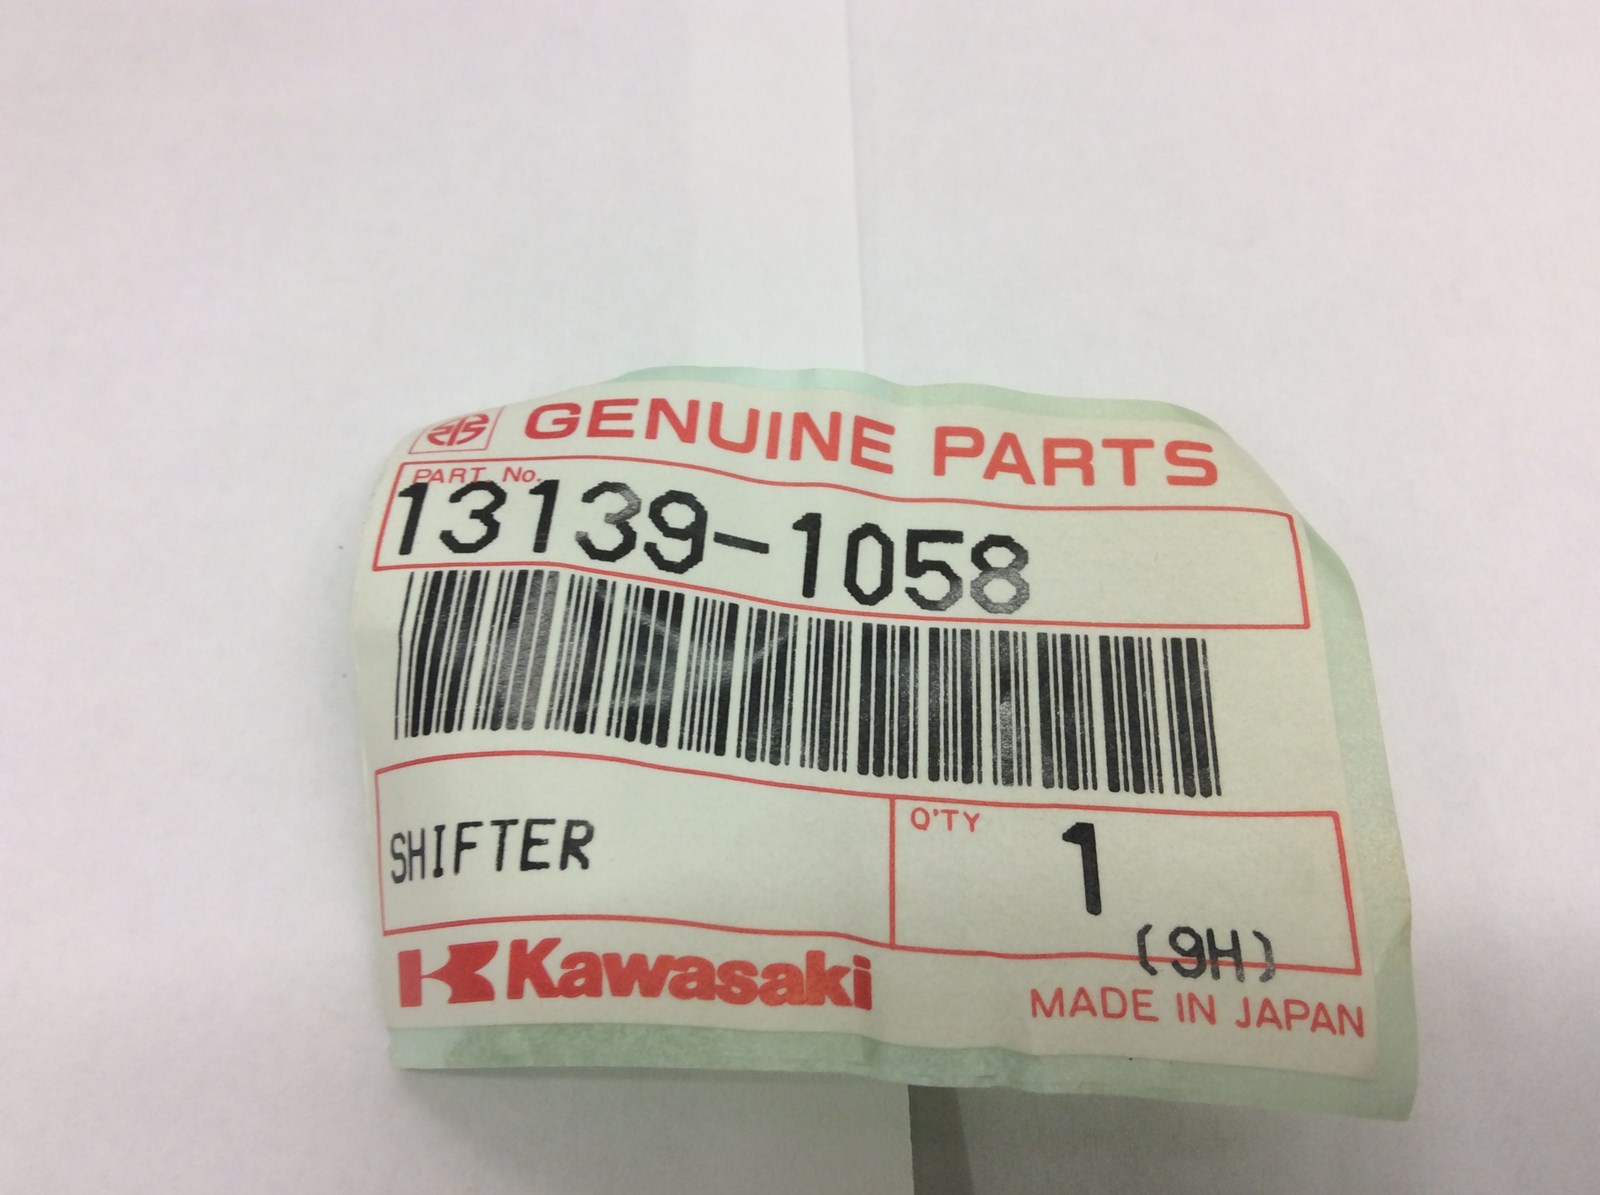 GENUINE PARTS
PART. No.
13139-1058
SHIFTER
Q'TY
1
(9H)
Kawasaki
MADE IN JAPAN